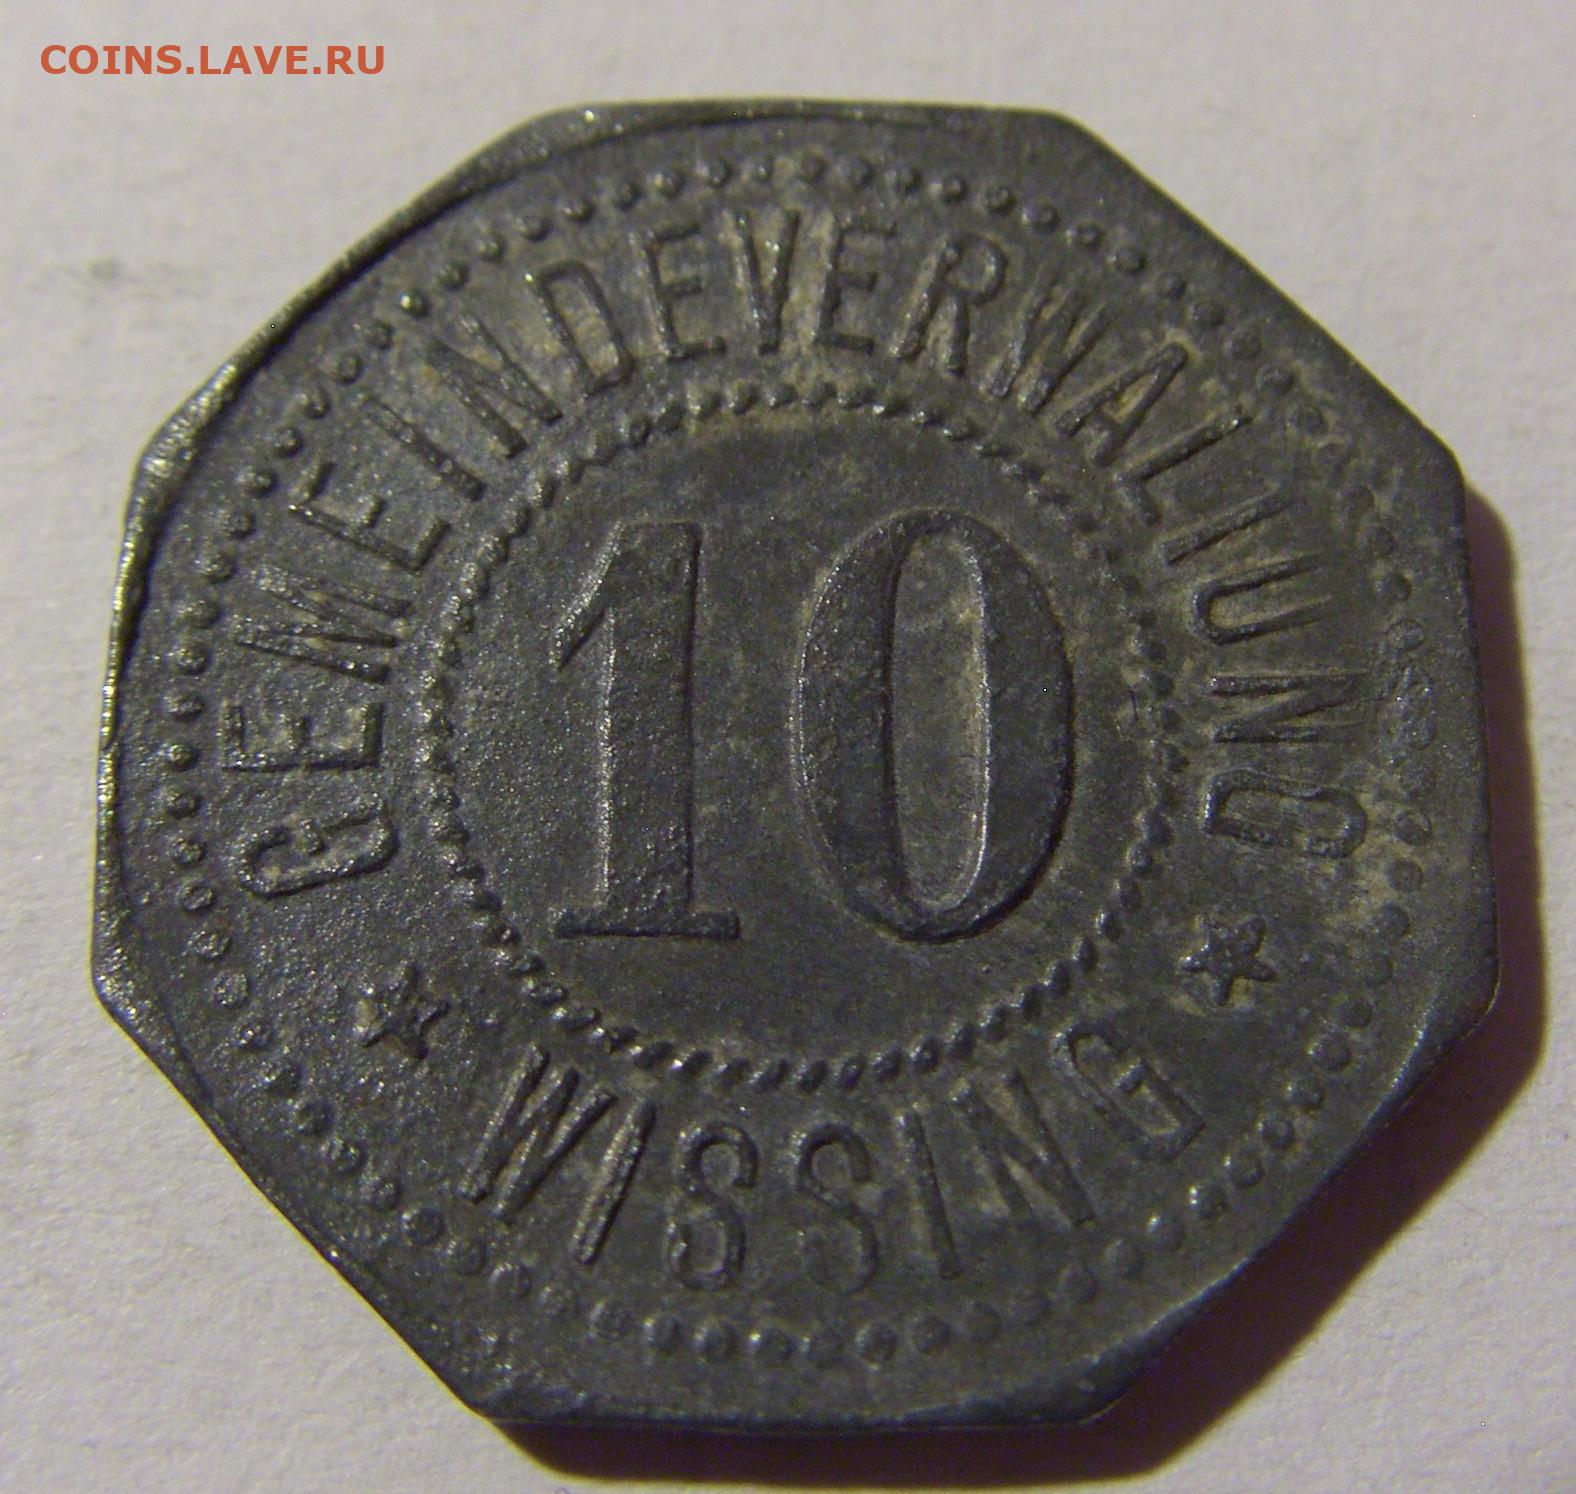 COINS.LAVE.RU
GEMEINDEVERWALTUNG
10
★ WISSING ★